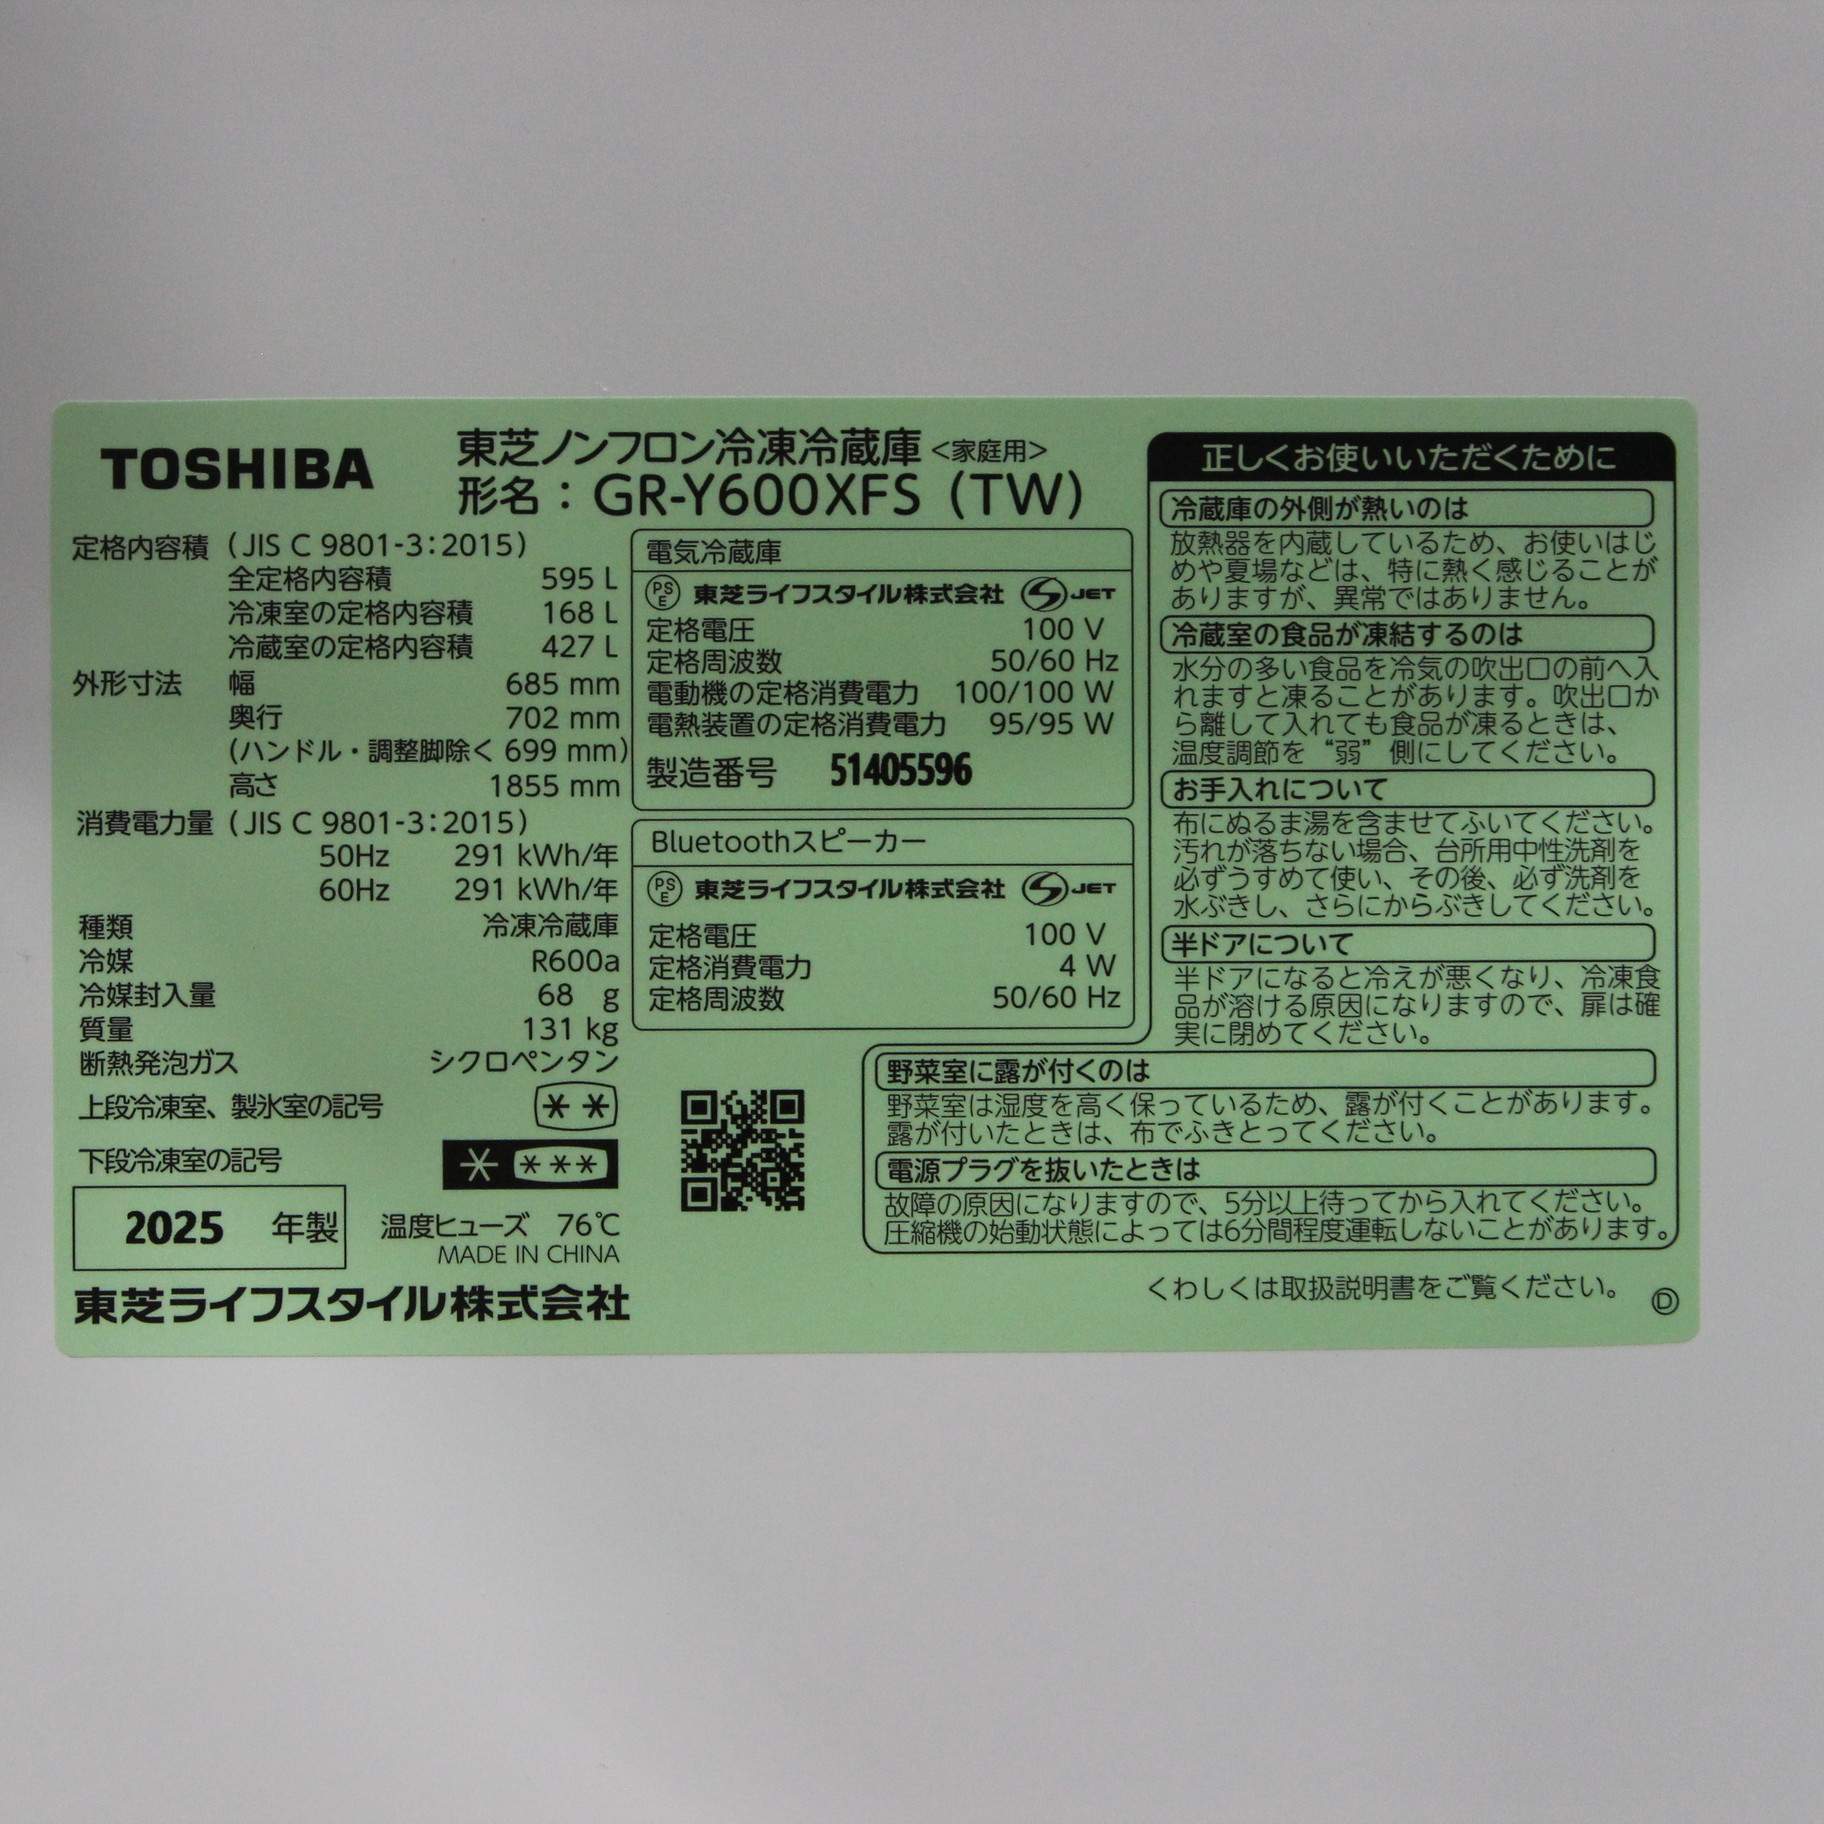 TOSHIBA
東芝ノンフロン冷凍冷蔵庫<家庭用>
形名：GR-Y600XFS (TW)
定格内容積 (JIS C 9801-3:2015)
全定格内容積 595 L
冷凍室の定格内容積 168 L
冷蔵室の定格内容積 427 L
外形寸法 幅 685 mm
奥行 702 mm
(ハンドル・調整脚除く 699 mm)
高さ 1855 mm
消費電力量 (JIS C 9801-3:2015)
50Hz 291 kWh/年
60Hz 291 kWh/年
種類 冷凍冷蔵庫
冷媒 R600a
冷媒封入量 68 g
質量 131 kg
断熱発泡ガス シクロペンタン
上段冷凍室、製氷室の記号 **
下段冷凍室の記号 * ***
2025 年製
温度ヒューズ 76℃
MADE IN CHINA
東芝ライフスタイル株式会社
電気冷蔵庫
PSE 東芝ライフスタイル株式会社 JET
定格電圧 100 V
定格周波数 50/60 Hz
電動機の定格消費電力 100/100 W
電熱装置の定格消費電力 95/95 W
製造番号 51405596
Bluetoothスピーカー
PSE 東芝ライフスタイル株式会社 JET
定格電圧 100 V
定格消費電力 4 W
定格周波数 50/60 Hz
正しくお使いいただくために
冷蔵庫の外側が熱いのは
放熱器を内蔵しているため、お使いはじ
めや夏場などは、特に熱く感じることが
ありますが、異常ではありません。
冷蔵室の食品が凍結するのは
水分の多い食品を冷気の吹出口の前へ入
れますと凍ることがあります。吹出口か
ら離して入れても食品が凍るときは、
温度調節を“弱”側にしてください。
お手入れについて
布にぬるま湯を含ませてふいてください。
汚れが落ちない場合、台所用中性洗剤を
必ずうすめて使い、その後、必ず洗剤を
水ぶきし、さらにからぶきしてください。
半ドアについて
半ドアになると冷えが悪くなり、冷凍食
品が溶ける原因になりますので、扉は確
実に閉めてください。
野菜室に露が付くのは
野菜室は湿度を高く保っているため、露が付くことがあります。
露が付いたときは、布でふきとってください。
電源プラグを抜いたときは
故障の原因になりますので、5分以上待ってから入れてください。
圧縮機の始動状態によっては6分間程度運転しないことがあります。
くわしくは取扱説明書をご覧ください。
Ⓓ